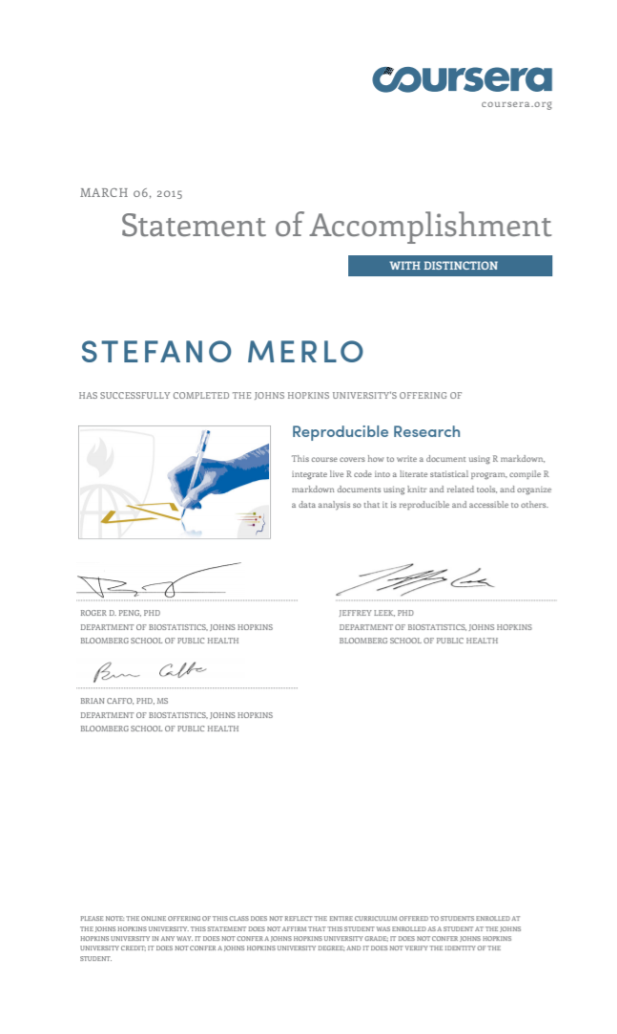 coursera
coursera.org
MARCH 06, 2015
Statement of Accomplishment
WITH DISTINCTION
STEFANO MERLO
HAS SUCCESSFULLY COMPLETED THE JOHNS HOPKINS UNIVERSITY'S OFFERING OF
Reproducible Research
This course covers how to write a document using R markdown,
integrate live R code into a literate statistical program, compile R
markdown documents using knitr and related tools, and organize
a data analysis so that it is reproducible and accessible to others.
ROGER D. PENG, PHD
DEPARTMENT OF BIOSTATISTICS, JOHNS HOPKINS
BLOOMBERG SCHOOL OF PUBLIC HEALTH
JEFFREY LEEK, PHD
DEPARTMENT OF BIOSTATISTICS, JOHNS HOPKINS
BLOOMBERG SCHOOL OF PUBLIC HEALTH
Brian Caffo
BRIAN CAFFO, PHD, MS
DEPARTMENT OF BIOSTATISTICS, JOHNS HOPKINS
BLOOMBERG SCHOOL OF PUBLIC HEALTH
PLEASE NOTE: THE ONLINE OFFERING OF THIS CLASS DOES NOT REFLECT THE ENTIRE CURRICULUM OFFERED TO STUDENTS ENROLLED AT
THE JOHNS HOPKINS UNIVERSITY. THIS STATEMENT DOES NOT AFFIRM THAT THIS STUDENT WAS ENROLLED AS A STUDENT AT THE JOHNS
HOPKINS UNIVERSITY IN ANY WAY. IT DOES NOT CONFER A JOHNS HOPKINS UNIVERSITY GRADE; IT DOES NOT CONFER JOHNS HOPKINS
UNIVERSITY CREDIT; IT DOES NOT CONFER A JOHNS HOPKINS UNIVERSITY DEGREE; AND IT DOES NOT VERIFY THE IDENTITY OF THE
STUDENT.